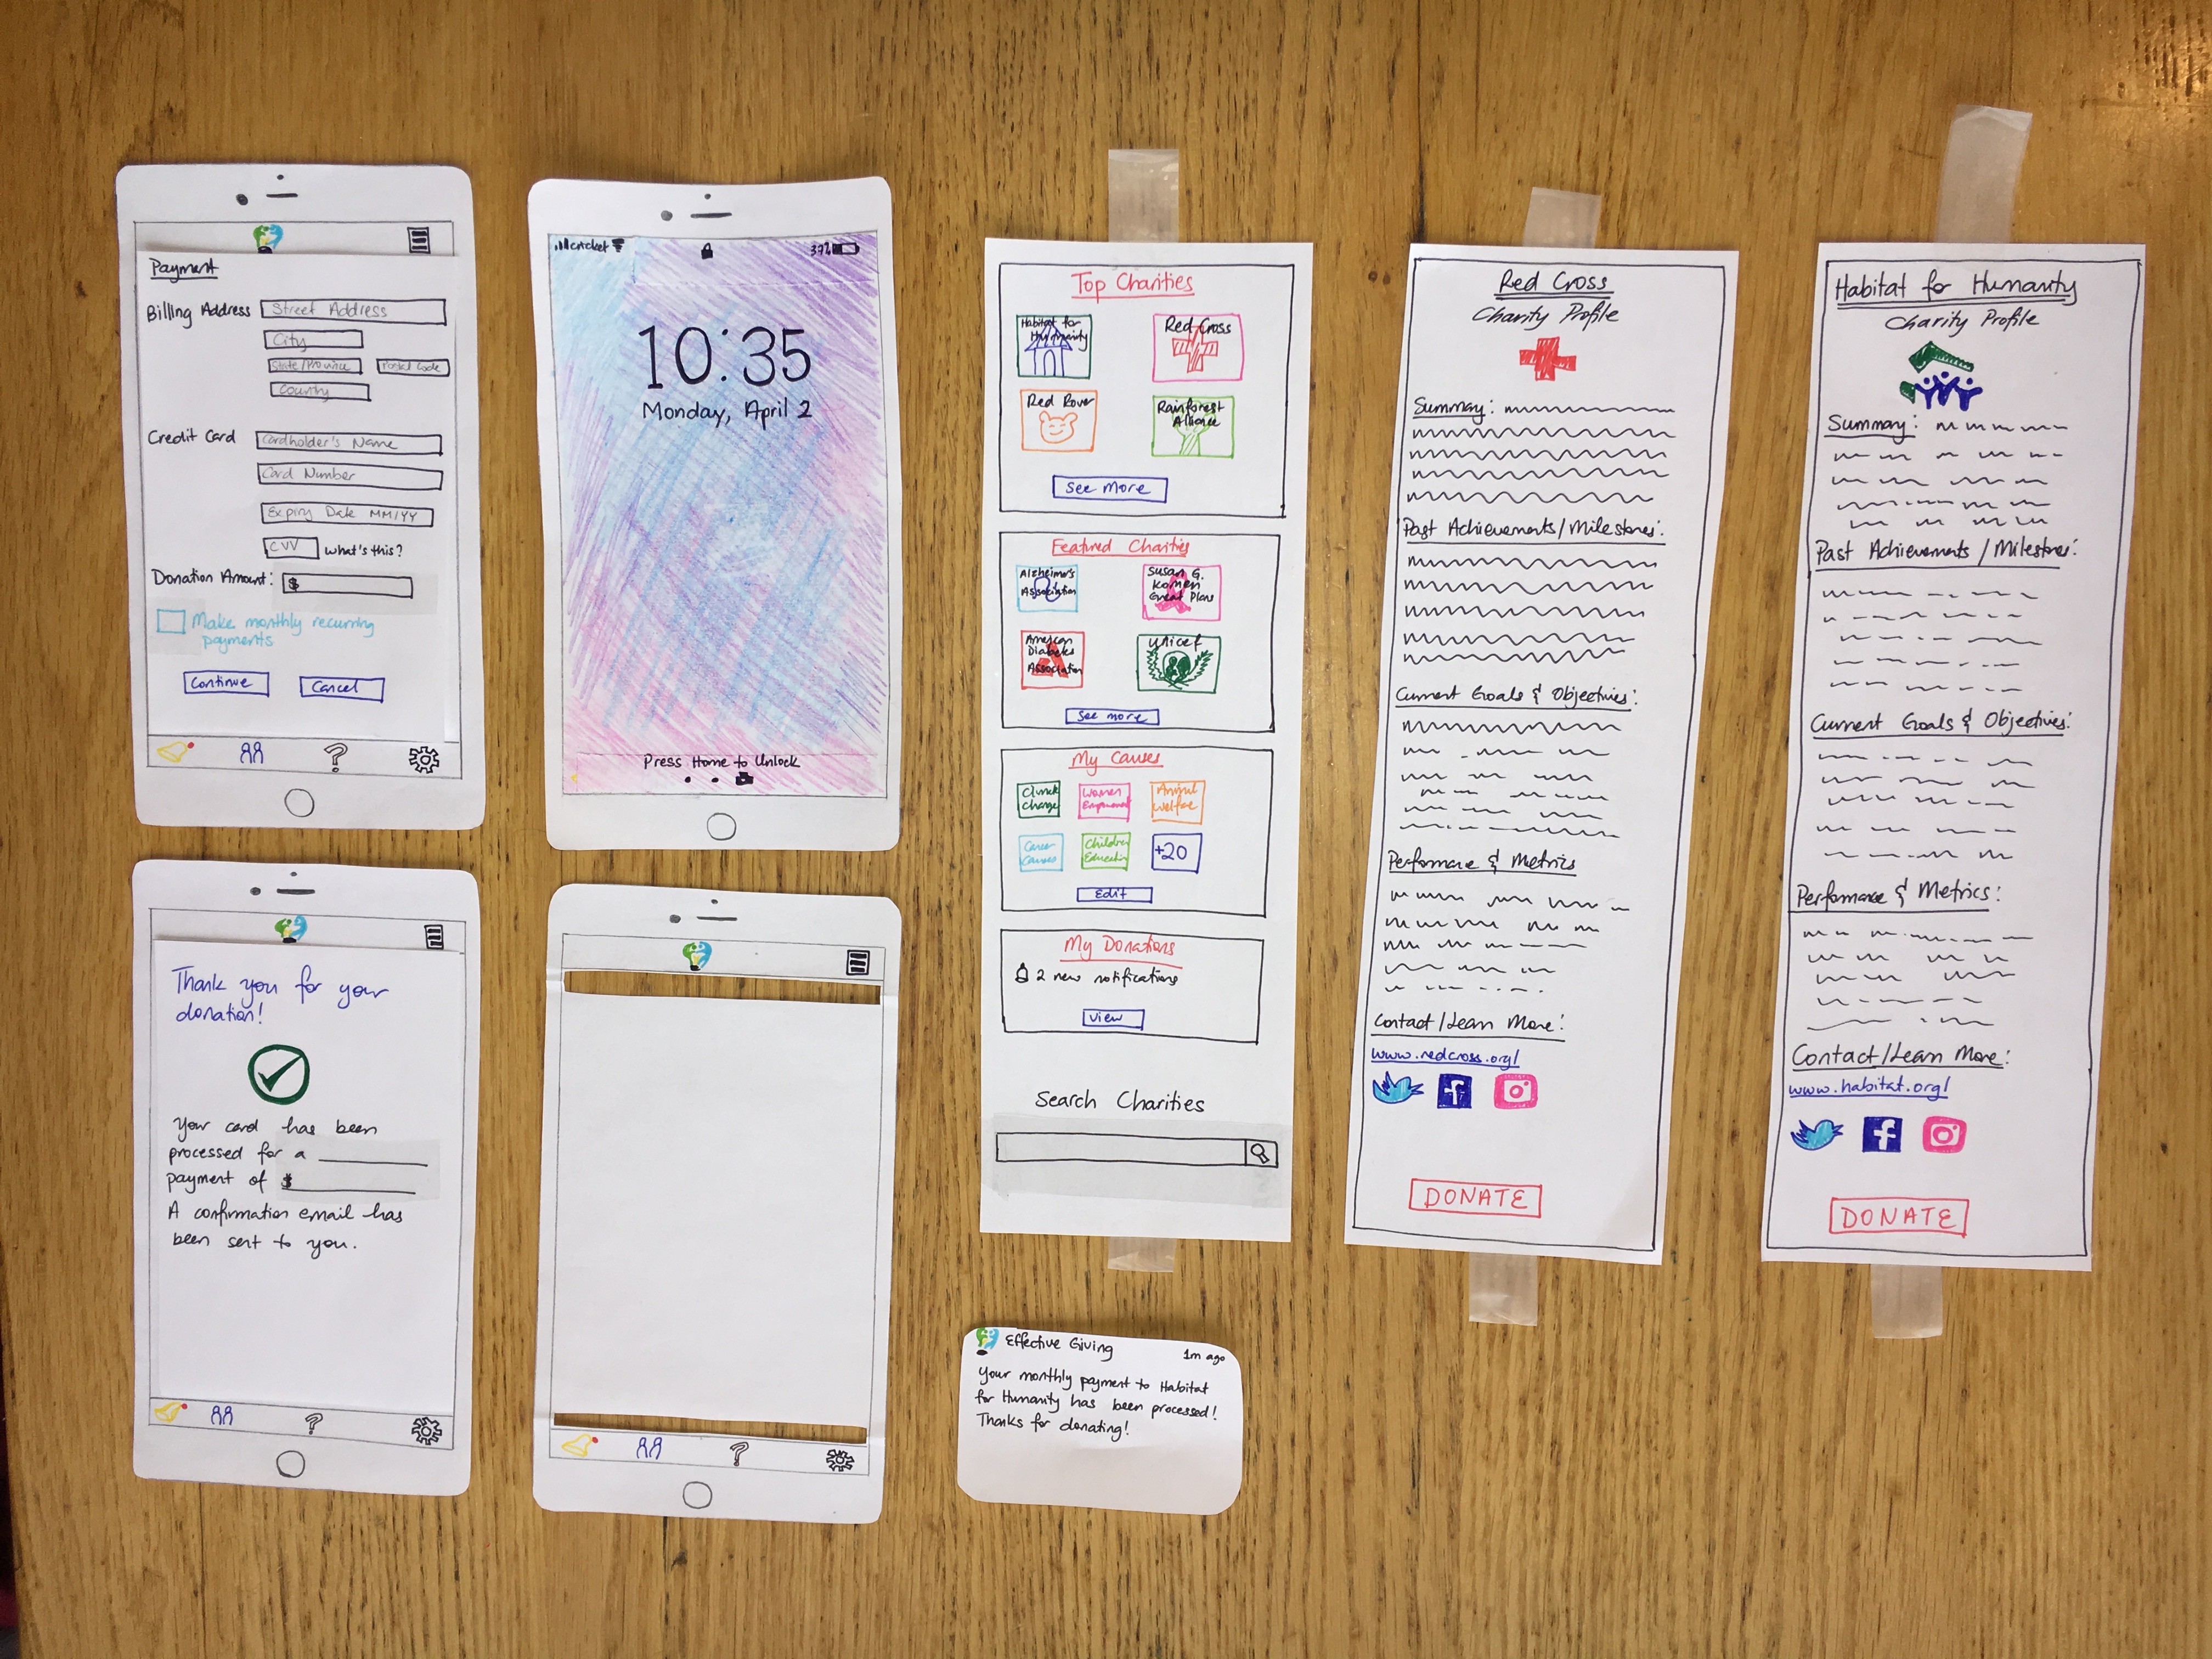 Payment
Billing Address
Street Address
City
State/Province
Postal Code
Country
Credit Card
Cardholder's Name
Card Number
Expiry Date MM/YY
CVV
what's this?
Donation Amount: $
Make monthly recurring
payments
Continue
Cancel
?
cricket
37%
10:35
Monday, April 2
Press Home to Unlock
Thank you for your
donation!
Your card has been
processed for a
payment of $
A confirmation email has
been sent to you.
?
?
Top Charities
Habitat for
Humanity
Red Cross
Red Rover
Rainforest
Alliance
See more
Featured Charities
Alzheimer's
Association
Susan G.
Komen
Great Plains
American
Diabetes
Association
unicef
See more
My Causes
Climate
Change
Women
Animal
Welfare
Cancer
Causes
Children
Education
+20
Edit
My Donations
2 new notifications
View
Search Charities
Effective Giving
1m ago
Your monthly payment to Habitat
for Humanity has been processed!
Thanks for donating!
Red Cross
Charity Profile
Summary:
Past Achievements/Milestones:
Current Goals & Objectives:
Performance & Metrics
Contact/Learn More:
www.redcross.org/
f
DONATE
Habitat for Humanity
Charity Profile
Summary:
Past Achievements/Milestones:
Current Goals & Objectives:
Performance & Metrics:
Contact/Learn More:
www.habitat.org/
f
DONATE